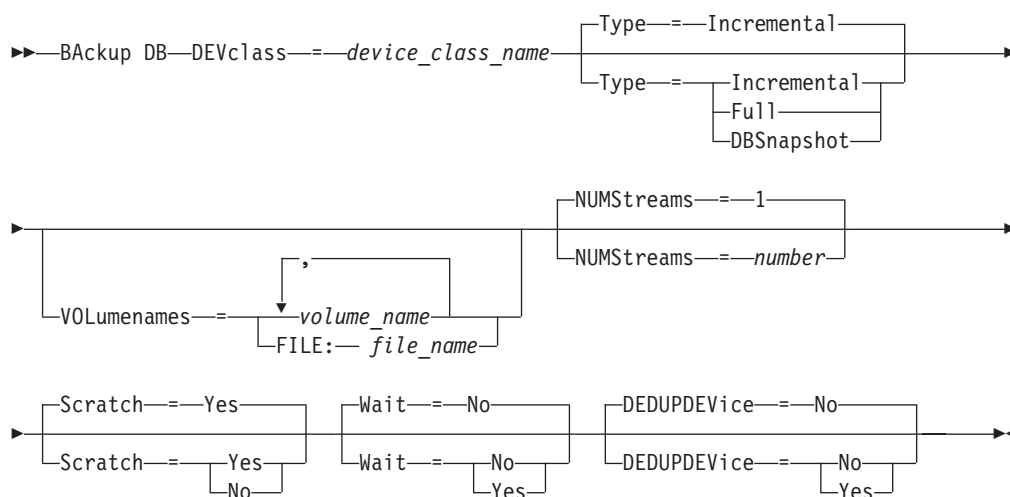 Type = Incremental
BAckup DB DEVclass = device_class_name
Type = Incremental
Full
DBSnapshot
NUMStreams = 1
NUMStreams = number
,
VOLumenames = volume_name
FILE: file_name
Scratch = Yes Wait = No DEDUPDEVice = No
Scratch = Yes Wait = No DEDUPDEVice = No
No Yes Yes